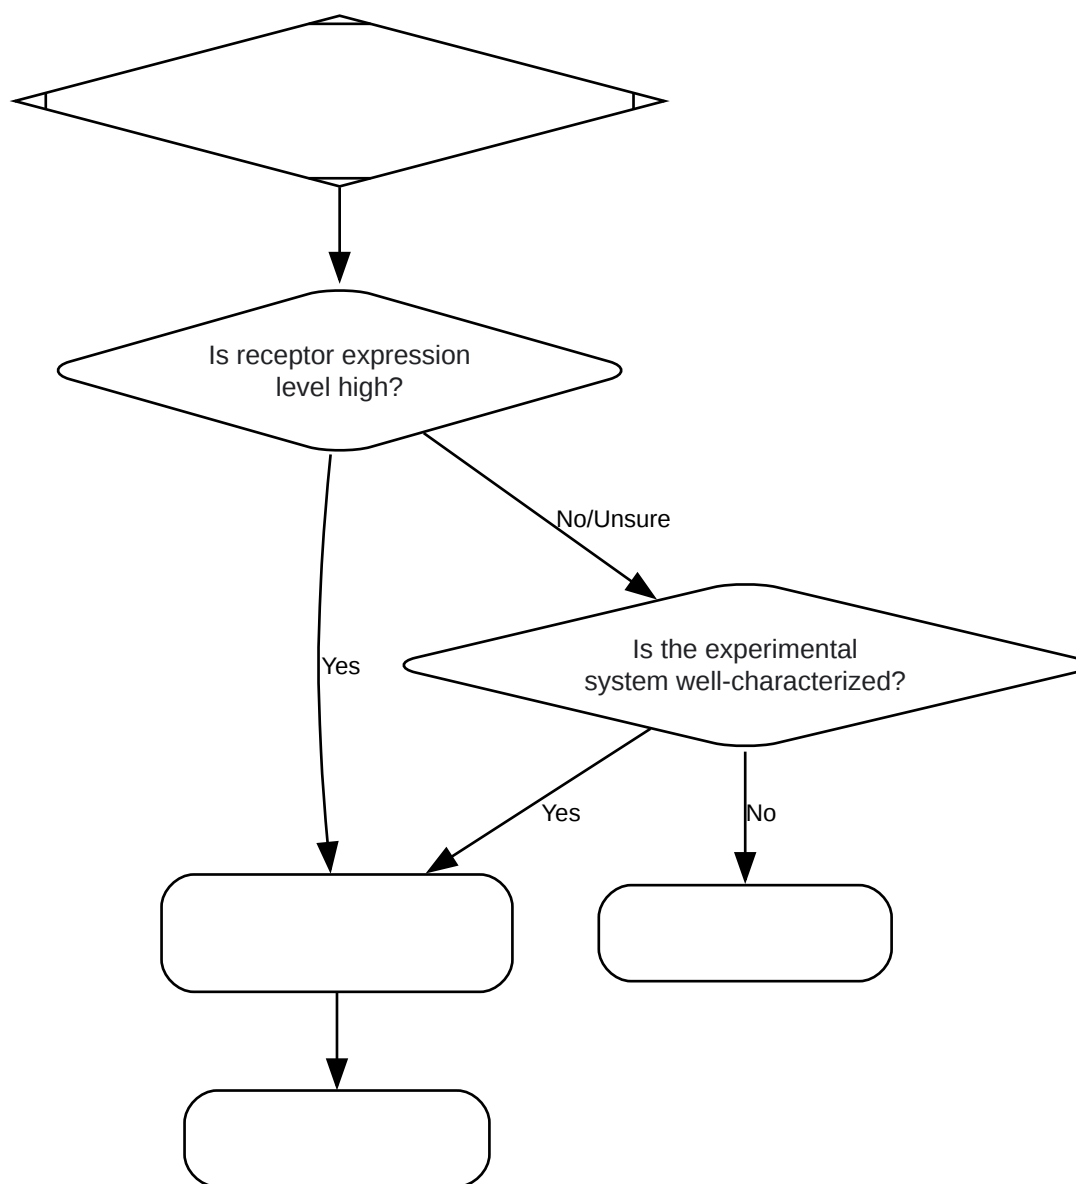 Is receptor expression
level high?
No/Unsure
Is the experimental
system well-characterized?
Yes
Yes
No